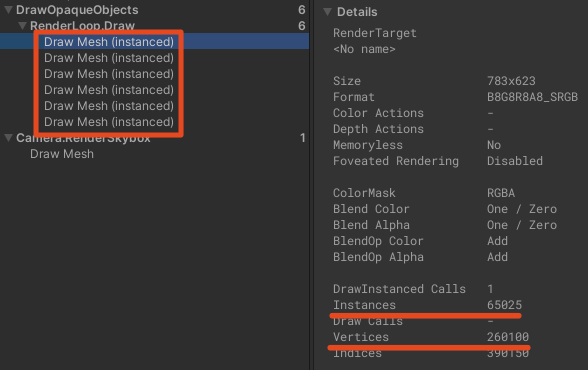 DrawOpaqueObjects 6
RenderLoop.Draw 6
Draw Mesh (instanced)
Draw Mesh (instanced)
Draw Mesh (instanced)
Draw Mesh (instanced)
Draw Mesh (instanced)
Draw Mesh (instanced)
Camera.RenderSkybox 1
Draw Mesh
Details
RenderTarget
<No name>
Size 783x623
Format B8G8R8A8_SRGB
Color Actions -
Depth Actions -
Memoryless No
Foveated Rendering Disabled
ColorMask RGBA
Blend Color One / Zero
Blend Alpha One / Zero
BlendOp Color Add
BlendOp Alpha Add
DrawInstanced Calls 1
Instances 65025
Draw Calls -
Vertices 260100
Indices 390150